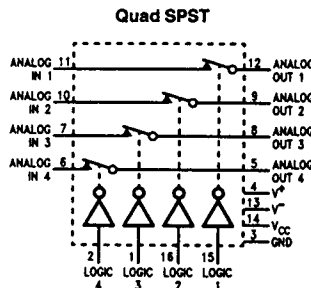 Quad SPST
ANALOG IN 1 11 12 ANALOG OUT 1
ANALOG IN 2 10 9 ANALOG OUT 2
ANALOG IN 3 7 8 ANALOG OUT 3
ANALOG IN 4 6 5 ANALOG OUT 4
4 V+
13 V−
14 VCC
3 GND
2 1 16 15
LOGIC LOGIC LOGIC LOGIC
4 3 2 1